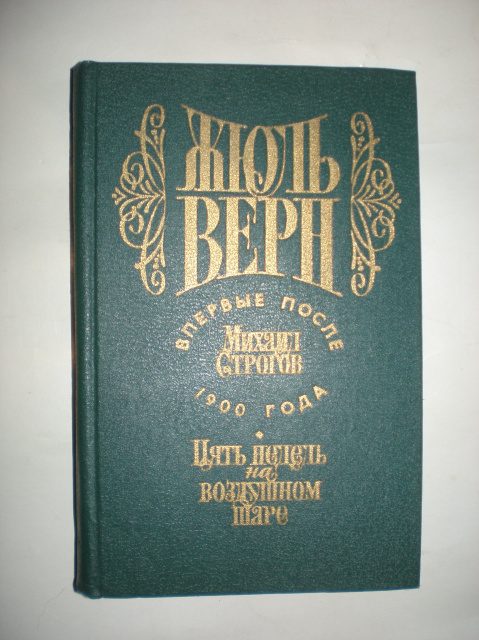 ЖЮЛЬ
ВЕРН
ВПЕРВЫЕ ПОСЛЕ
МИХАИЛ
СТРОГОВ
1900 ГОДА
ПЯТЬ НЕДЕЛЬ
на
ВОЗДУШНОМ
ШАРЕ